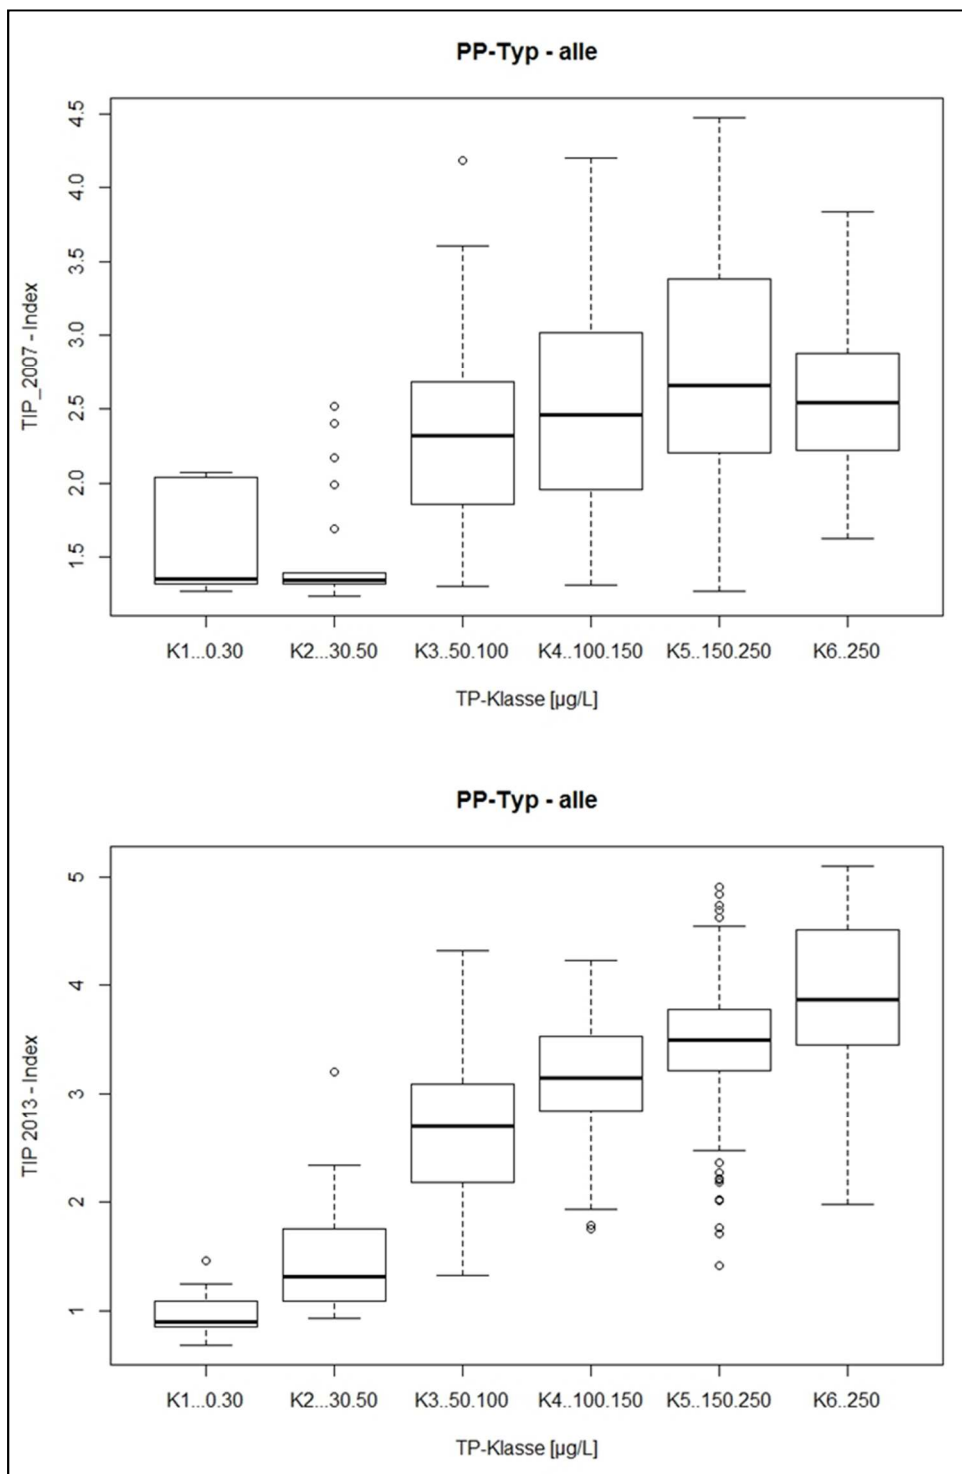 PP-Typ - alle
4.5
4.0
3.5
3.0
2.5
2.0
1.5
TIP_2007 - Index
K1...0.30 K2...30.50 K3..50.100 K4..100.150 K5..150.250 K6..250
TP-Klasse [µg/L]
PP-Typ - alle
5
4
3
2
1
TIP 2013 - Index
K1...0.30 K2...30.50 K3..50.100 K4..100.150 K5..150.250 K6..250
TP-Klasse [µg/L]